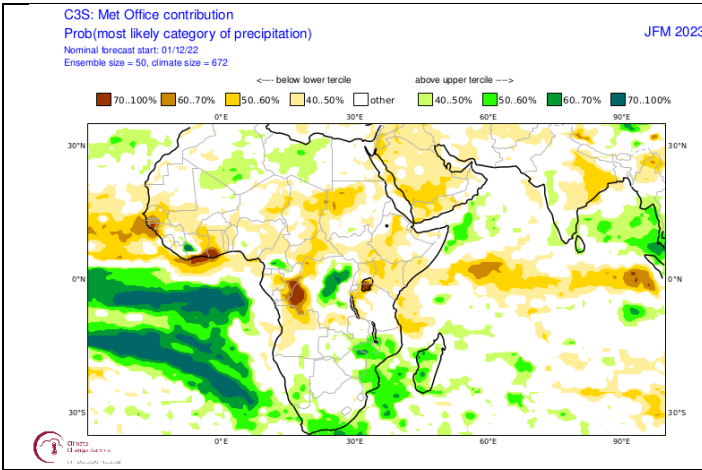 C3S: Met Office contribution
Prob(most likely category of precipitation)
JFM 2023
Nominal forecast start: 01/12/22
Ensemble size = 50, climate size = 672
<---- below lower tercile
above upper tercile ---->
70..100% 60..70% 50..60% 40..50% other 40..50% 50..60% 60..70% 70..100%
0°E 30°E 60°E 90°E
30°N 30°N
0°N 0°N
30°S 30°S
0°E 30°E 60°E 90°E
Climate
Change Service